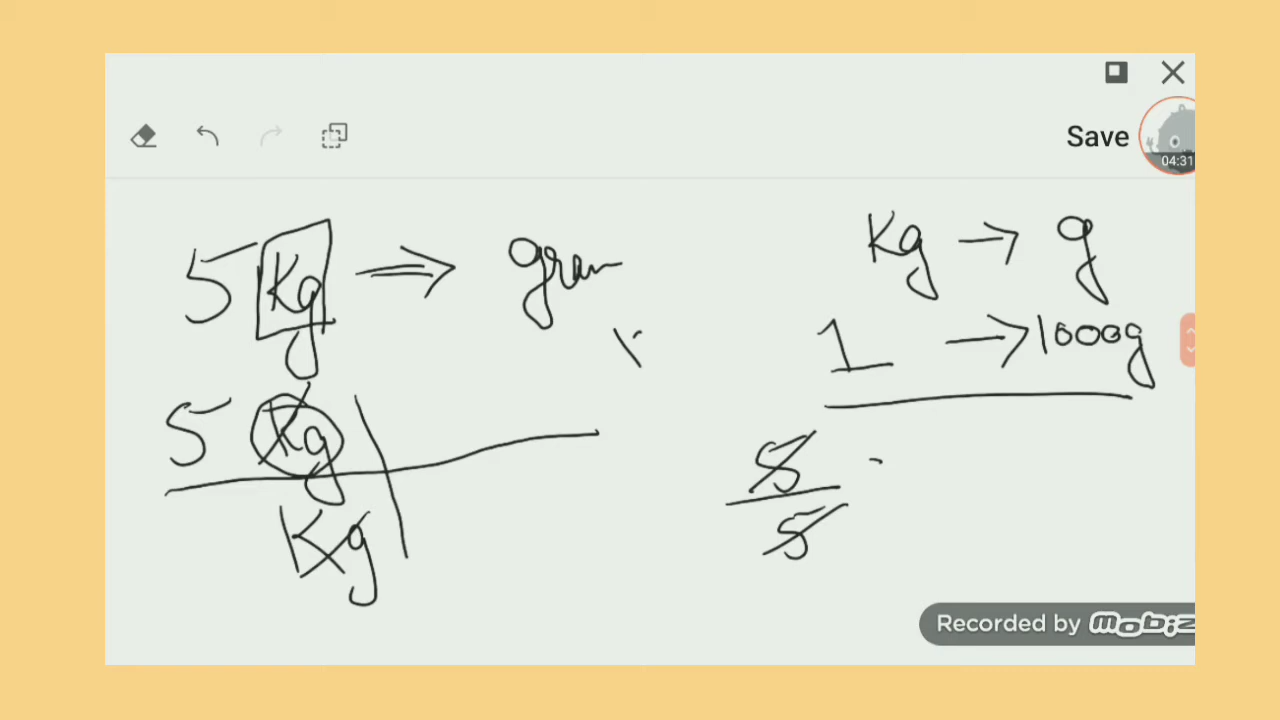 Save
04:31
5 Kg ⇒ gram
Kg → g
1 → 1000g
5 Kg
Kg
5
5
Recorded by mobiz